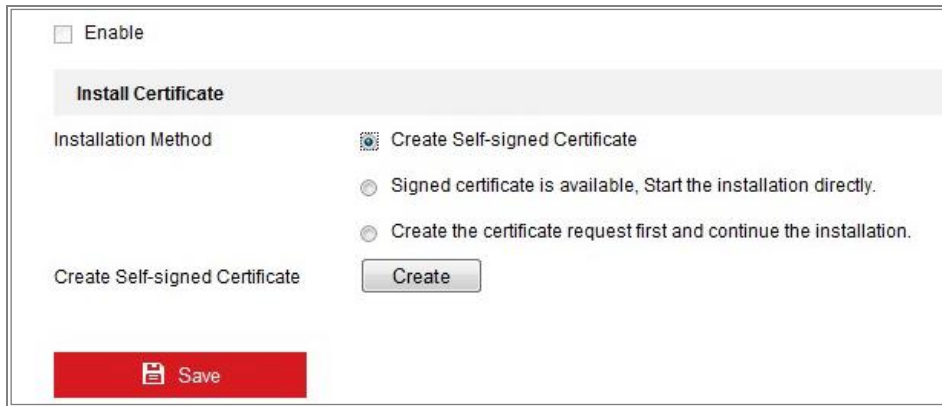 Enable
Install Certificate
Installation Method
Create Self-signed Certificate
Signed certificate is available, Start the installation directly.
Create the certificate request first and continue the installation.
Create Self-signed Certificate
Create
Save